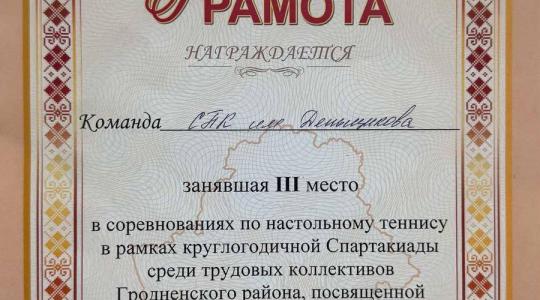 ГРАМОТА
НАГРАЖДАЕТСЯ
Команда СПК им. Деньщикова
занявшая III место
в соревнованиях по настольному теннису
в рамках круглогодичной Спартакиады
среди трудовых коллективов
Гродненского района, посвященной